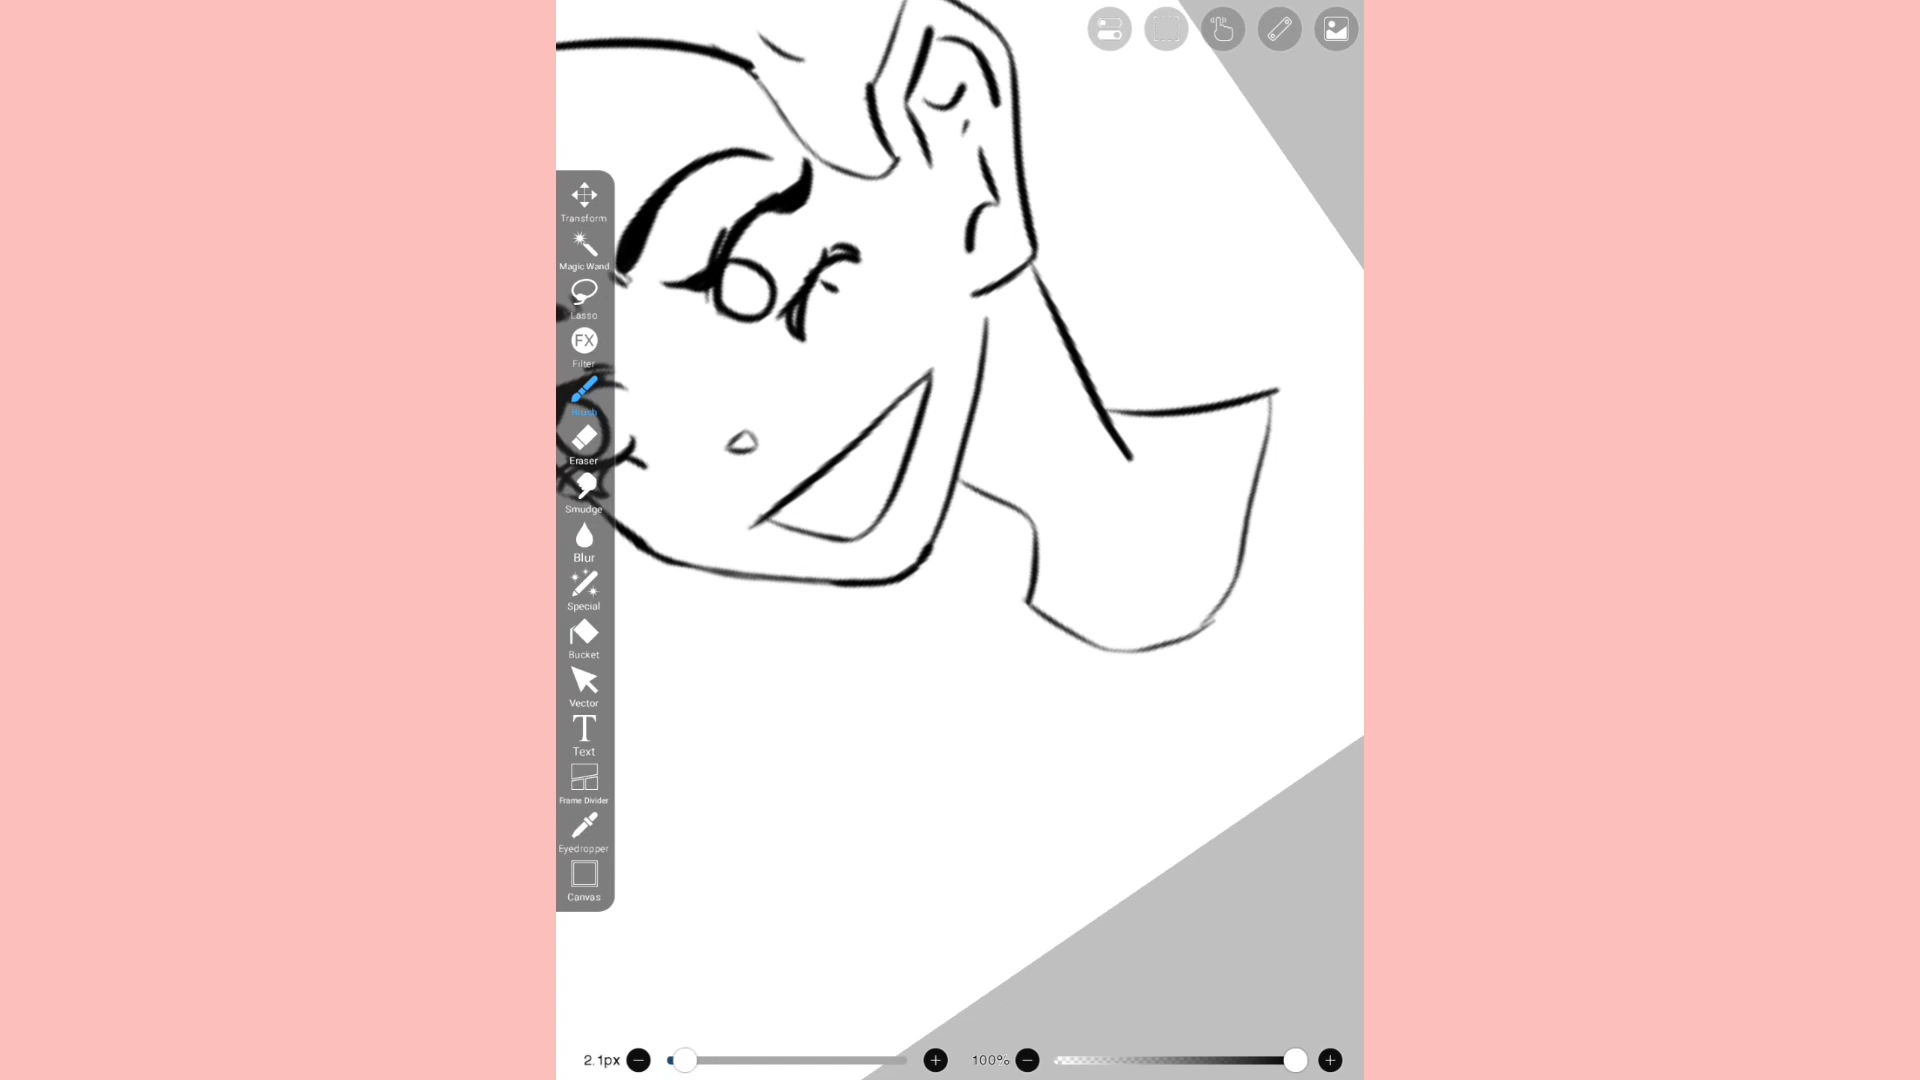 Transform
Magic Wand
Lasso
FX
Filter
Brush
Eraser
Smudge
Blur
Special
Bucket
Vector
T
Text
Frame Divider
Eyedropper
Canvas
2.1px
100%